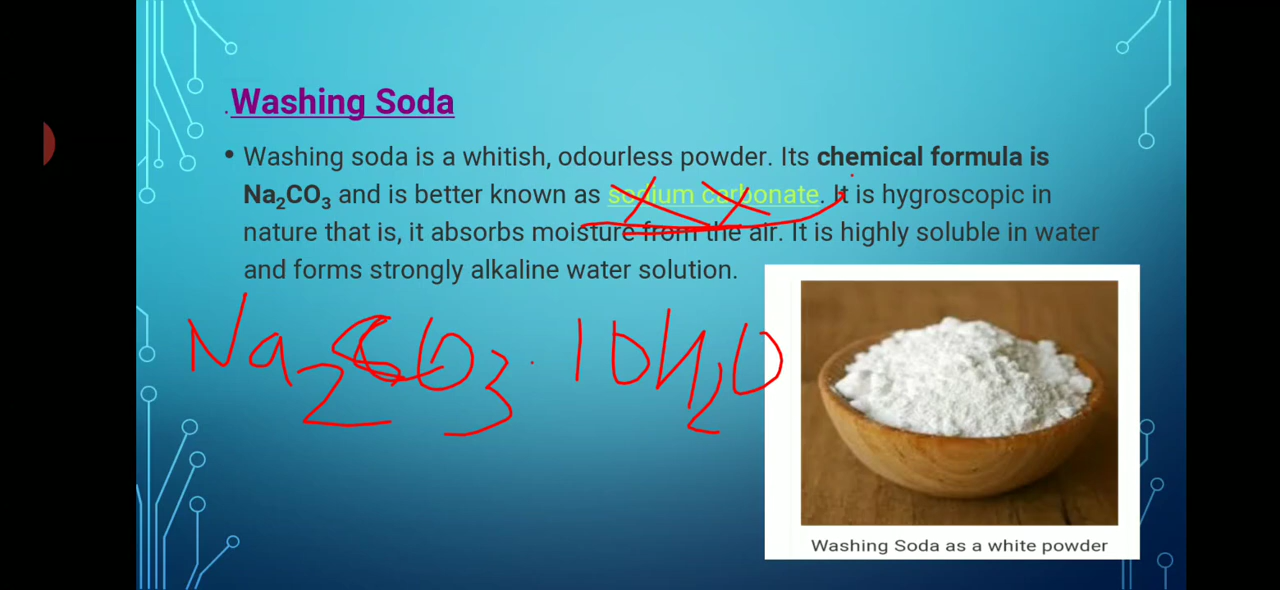 .Washing Soda
• Washing soda is a whitish, odourless powder. Its chemical formula is
Na₂CO₃ and is better known as sodium carbonate. It is hygroscopic in
nature that is, it absorbs moisture from the air. It is highly soluble in water
and forms strongly alkaline water solution.
Na₂CO₃ · 10H₂O
Washing Soda as a white powder